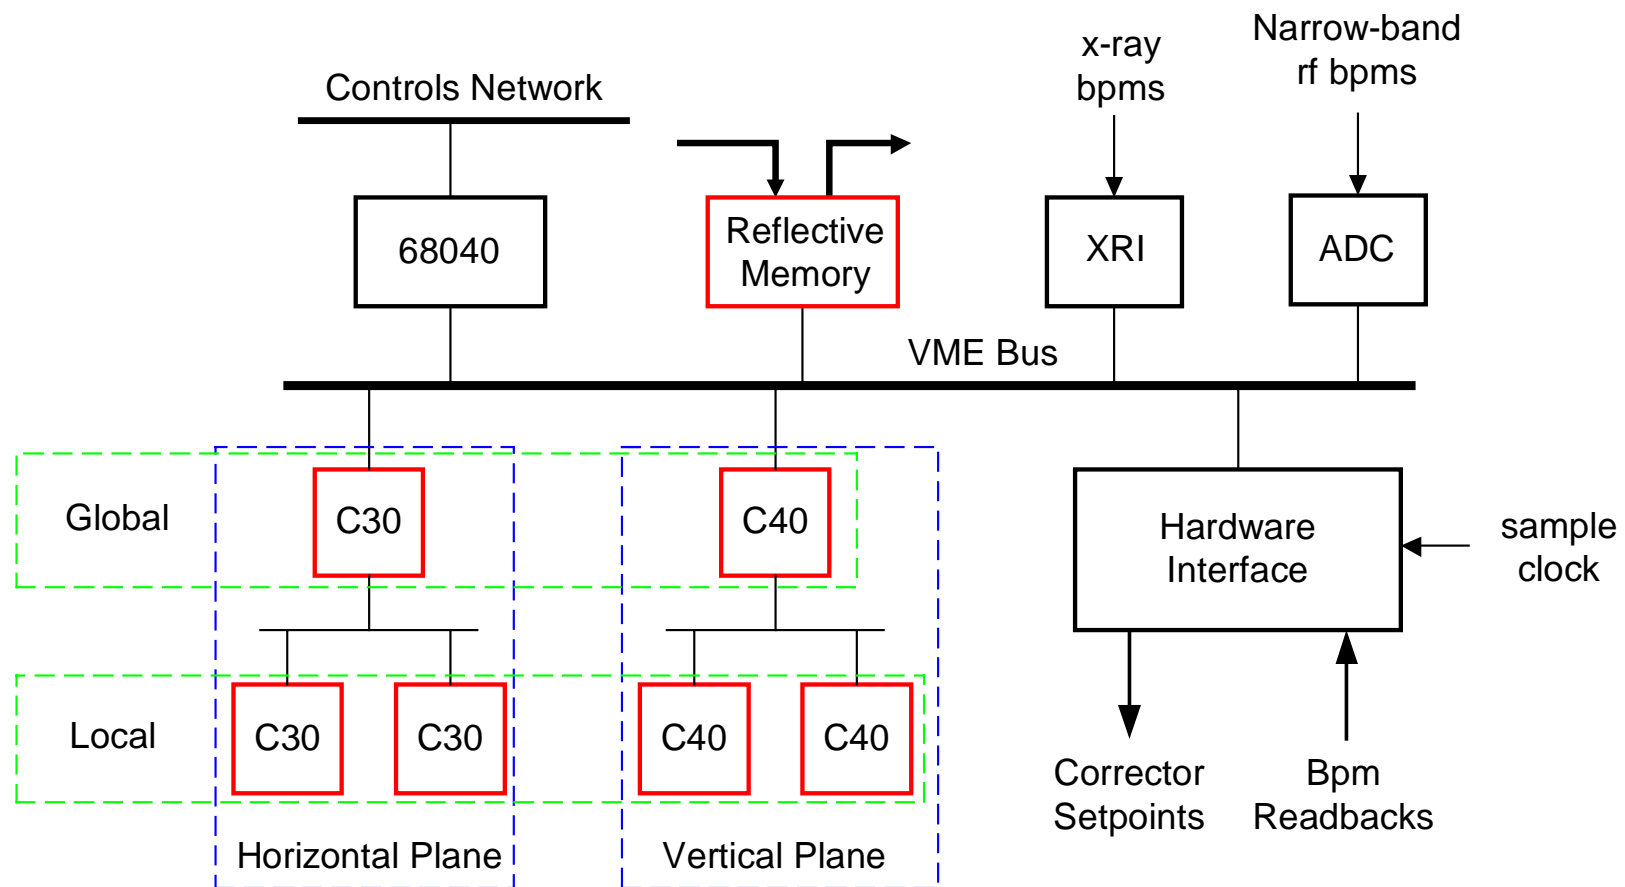 Controls Network
x-ray
bpms
Narrow-band
rf bpms
68040
Reflective
Memory
XRI
ADC
VME Bus
Global
C30
C40
Hardware
Interface
sample
clock
Local
C30
C30
C40
C40
Corrector
Setpoints
Bpm
Readbacks
Horizontal Plane
Vertical Plane